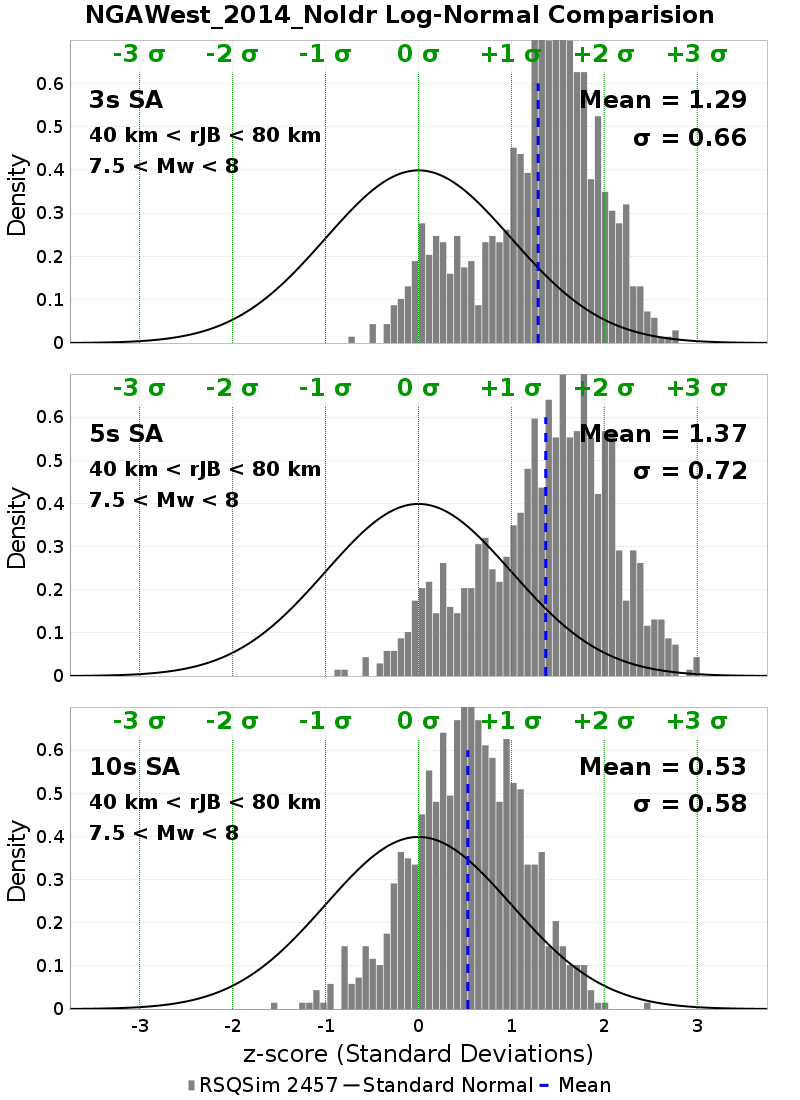 NGAWest_2014_NoIdr Log-Normal Comparision
-3 σ -2 σ -1 σ 0 σ +1 σ +2 σ +3 σ
3s SA
40 km < rJB < 80 km
7.5 < Mw < 8
Mean = 1.29
σ = 0.66
0.6
0.5
0.4
0.3
0.2
0.1
0
Density
-3 σ -2 σ -1 σ 0 σ +1 σ +2 σ +3 σ
5s SA
40 km < rJB < 80 km
7.5 < Mw < 8
Mean = 1.37
σ = 0.72
0.6
0.5
0.4
0.3
0.2
0.1
0
Density
-3 σ -2 σ -1 σ 0 σ +1 σ +2 σ +3 σ
10s SA
40 km < rJB < 80 km
7.5 < Mw < 8
Mean = 0.53
σ = 0.58
0.6
0.5
0.4
0.3
0.2
0.1
0
Density
-3 -2 -1 0 1 2 3
z-score (Standard Deviations)
RSQSim 2457 Standard Normal Mean